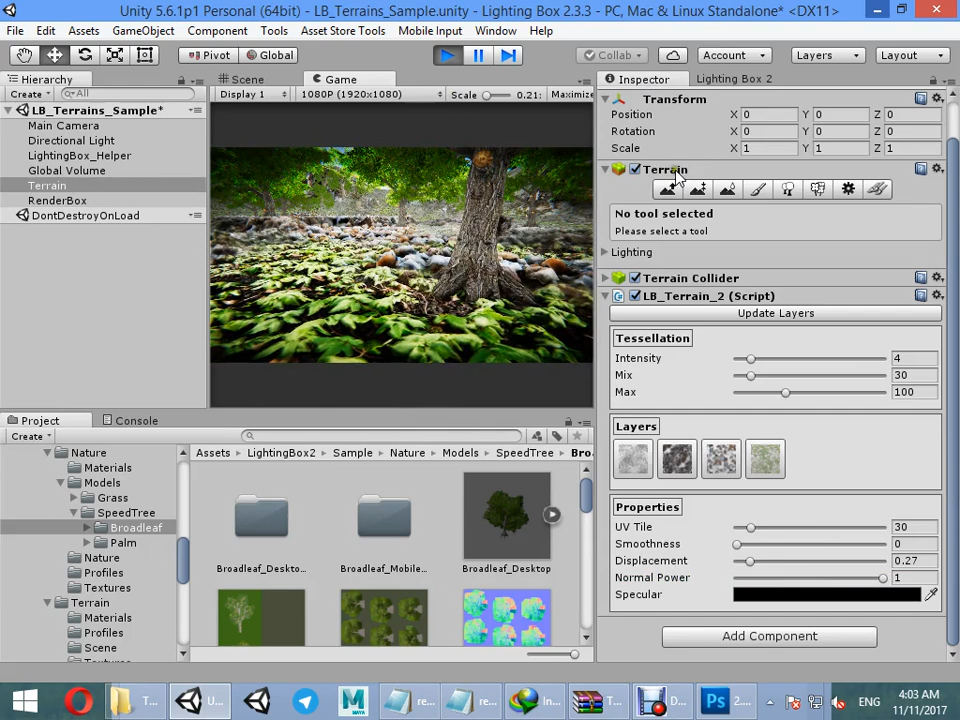 Unity 5.6.1p1 Personal (64bit) - LB_Terrains_Sample.unity - Lighting Box 2.3.3 - PC, Mac & Linux Standalone* <DX11>
File Edit Assets GameObject Component Tools Asset Store Tools Mobile Input Window Help
Pivot Global Collab Account Layers Layout
Hierarchy
Create All
LB_Terrains_Sample*
Main Camera
Directional Light
LightingBox_Helper
Global Volume
Terrain
RenderBox
DontDestroyOnLoad
Scene Game
Display 1 1080P (1920x1080) Scale 0.21: Maximize
Inspector Lighting Box 2
Transform
Position X 0 Y 0 Z 0
Rotation X 0 Y 0 Z 0
Scale X 1 Y 1 Z 1
Terrain
No tool selected
Please select a tool
Lighting
Terrain Collider
LB_Terrain_2 (Script)
Update Layers
Tessellation
Intensity 4
Mix 30
Max 100
Layers
Properties
UV Tile 30
Smoothness 0
Displacement 0.27
Normal Power 1
Specular
Add Component
Project Console
Create
Nature
Materials
Models
Grass
SpeedTree
Broadleaf
Palm
Nature
Profiles
Textures
Terrain
Materials
Profiles
Scene
Assets LightingBox2 Sample Nature Models SpeedTree Bro
Broadleaf_Deskto... Broadleaf_Mobile... Broadleaf_Desktop
T... U... re... re... In... T... D... 2.... ENG
4:03 AM
11/11/2017